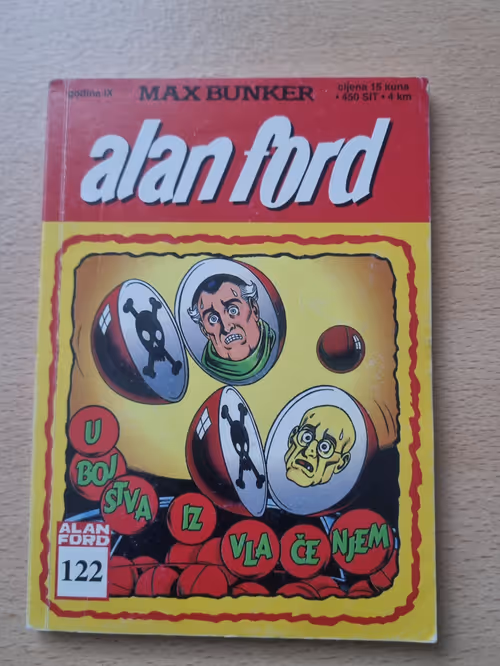 godina IX
MAX BUNKER
cijena 15 kuna
• 450 SIT • 4 km
alan ford
U
BOJ
STVA IZ VLA ČE NJEM
ALAN
FORD
122